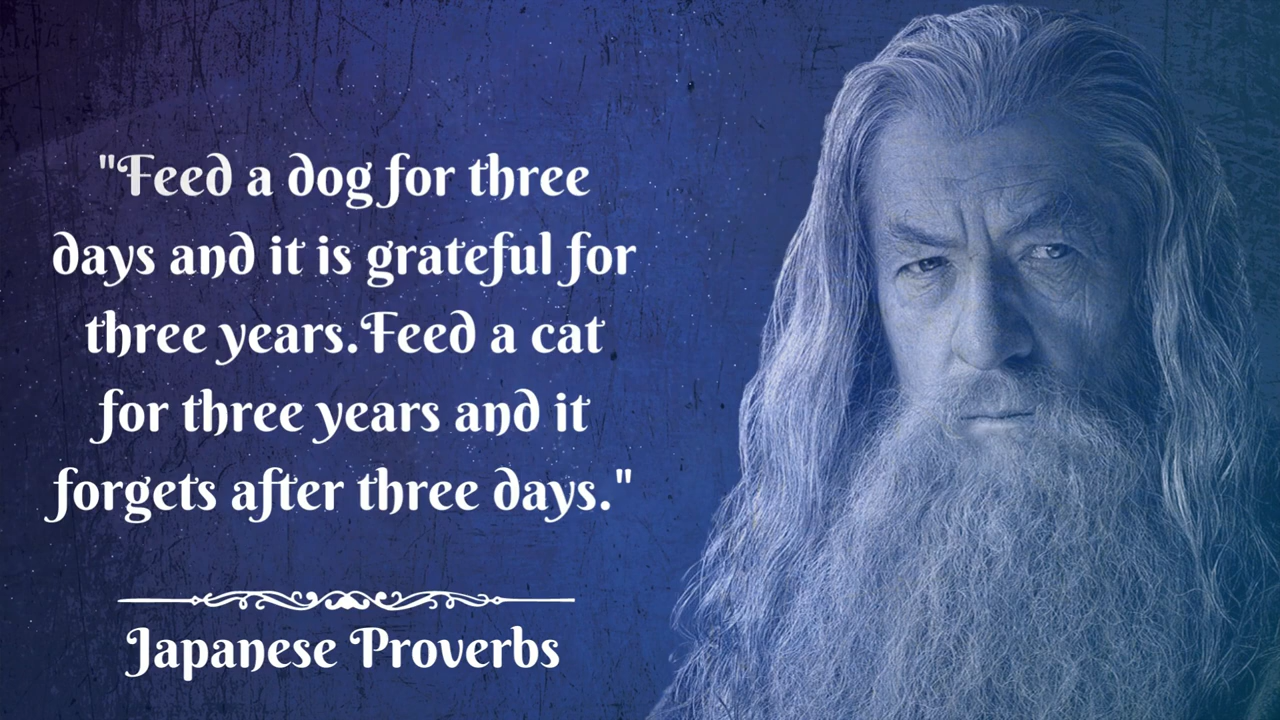 "Feed a dog for three
days and it is grateful for
three years.Feed a cat
for three years and it
forgets after three days."
Japanese Proverbs